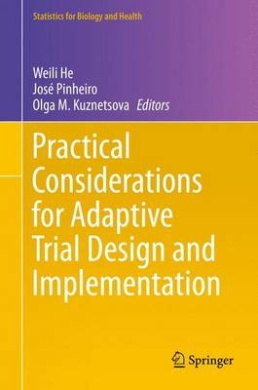 Statistics for Biology and Health
Weili He
José Pinheiro
Olga M. Kuznetsova Editors
Practical
Considerations
for Adaptive
Trial Design and
Implementation
Springer